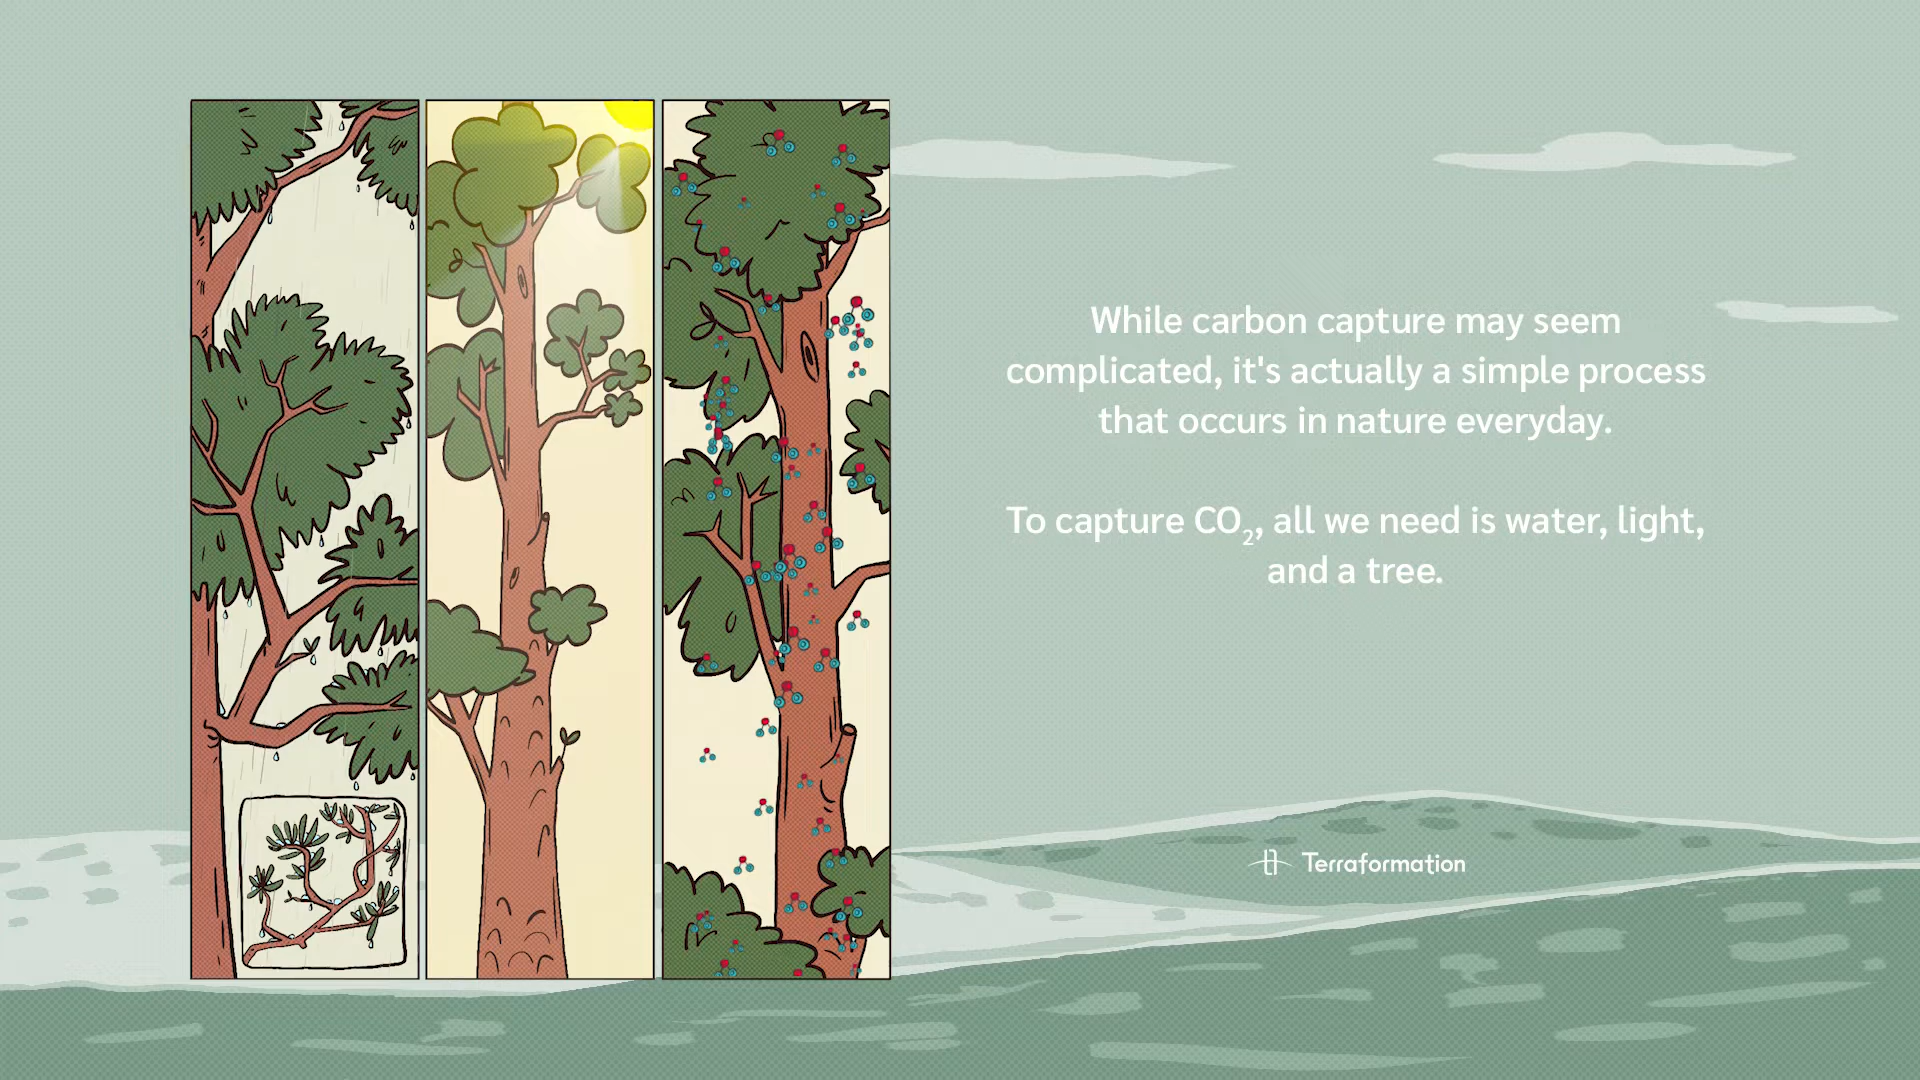 While carbon capture may seem
complicated, it's actually a simple process
that occurs in nature everyday.
To capture CO₂, all we need is water, light,
and a tree.
Terraformation